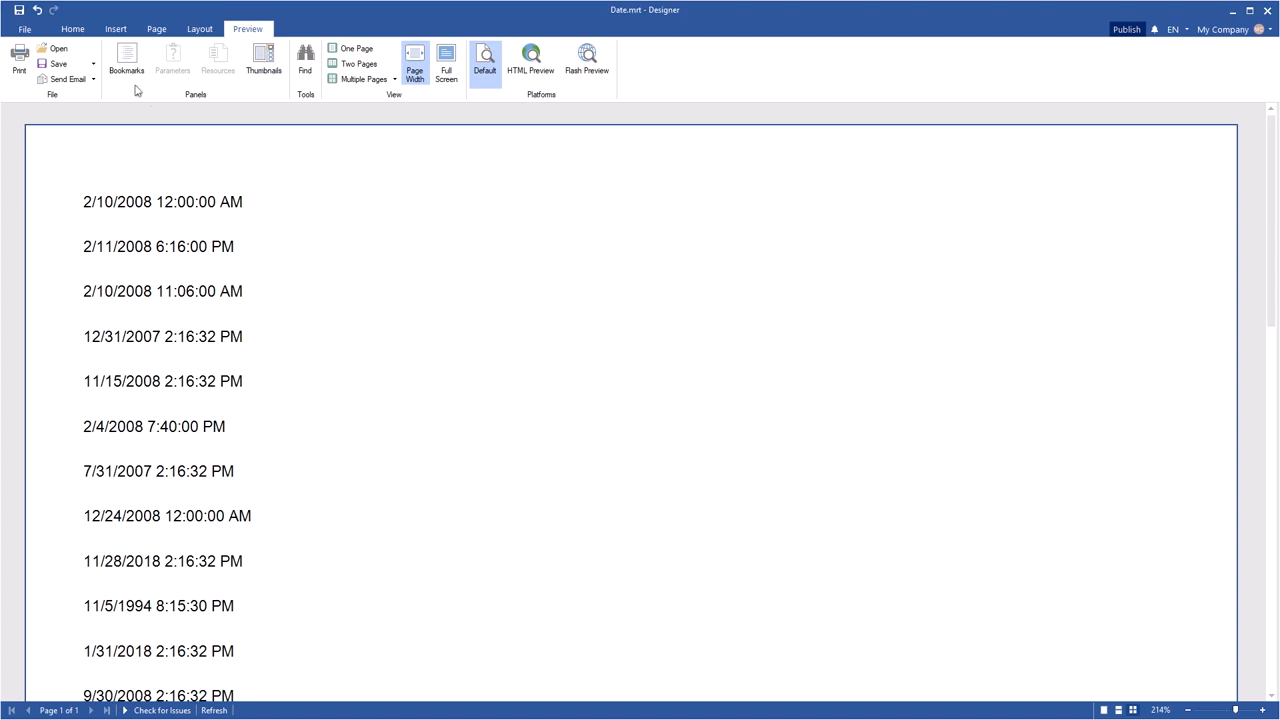 Date.mrt - Designer
Publish EN My Company
File Home Insert Page Layout Preview
Print
Open
Save
Send Email
File
Bookmarks Parameters Resources Thumbnails
Panels
Find
Tools
One Page
Two Pages
Multiple Pages
Page Width
Full Screen
View
Default HTML Preview Flash Preview
Platforms
2/10/2008 12:00:00 AM
2/11/2008 6:16:00 PM
2/10/2008 11:06:00 AM
12/31/2007 2:16:32 PM
11/15/2008 2:16:32 PM
2/4/2008 7:40:00 PM
7/31/2007 2:16:32 PM
12/24/2008 12:00:00 AM
11/28/2018 2:16:32 PM
11/5/1994 8:15:30 PM
1/31/2018 2:16:32 PM
9/30/2008 2:16:32 PM
Page 1 of 1 Check for Issues Refresh 214%